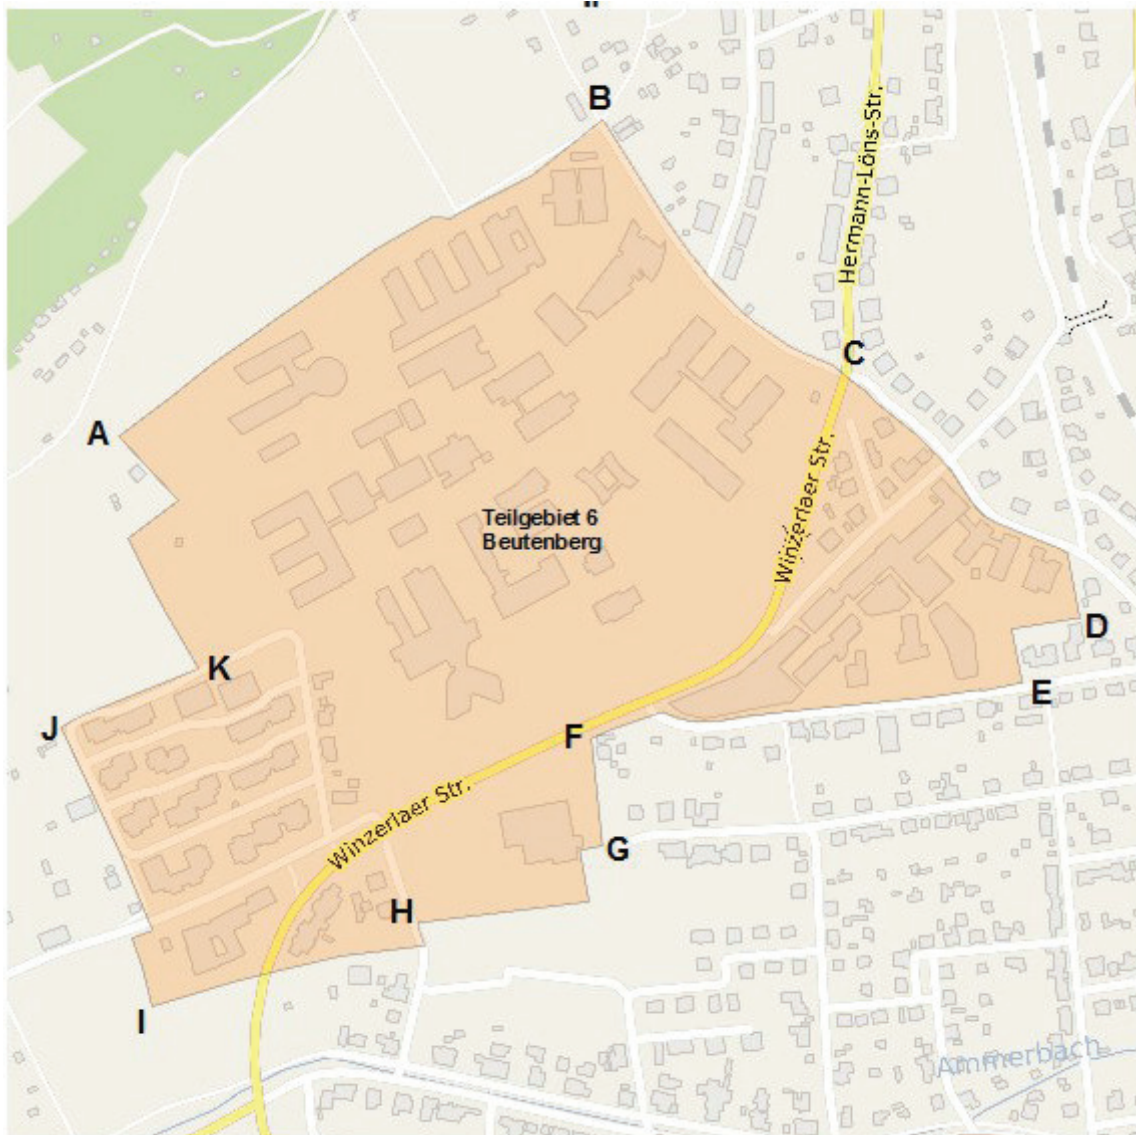 B
Hermann-Löns-Str.
C
A
Winzerlaer Str.
Teilgebiet 6
Beutenberg
D
K
E
J
F
Winzerlaer Str.
G
H
I
Ammerbach